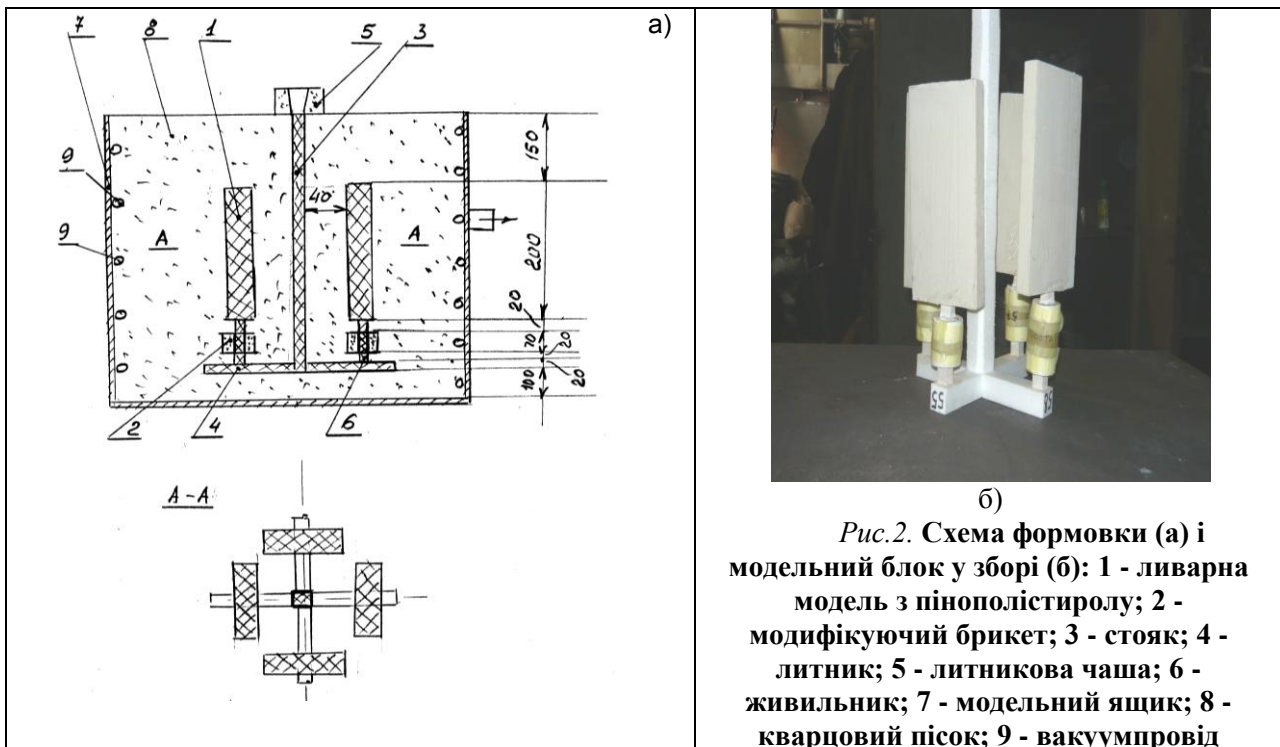 7
8
1
5
3
а)
9
9
А
А
40
150
200
20
70
20
20
100
2
4
6
А-А
55
58
б)
Рис.2. Схема формовки (а) і
модельний блок у зборі (б): 1 - ливарна
модель з пінополістиролу; 2 -
модифікуючий брикет; 3 - стояк; 4 -
литник; 5 - литникова чаша; 6 -
живильник; 7 - модельний ящик; 8 -
кварцовий пісок; 9 - вакуумпровід